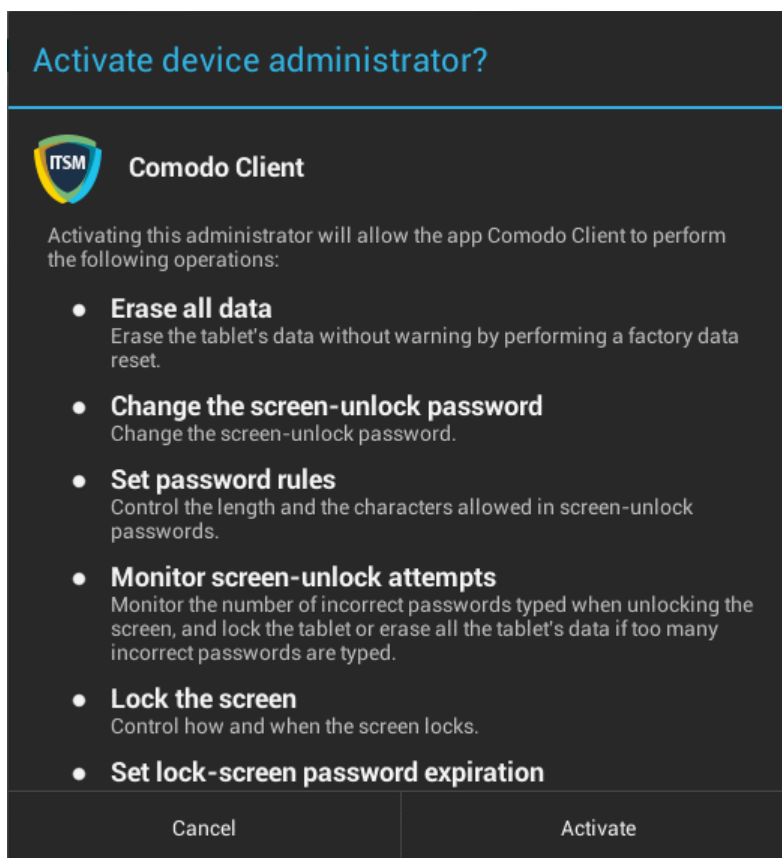 Activate device administrator?
ITSM
Comodo Client
Activating this administrator will allow the app Comodo Client to perform
the following operations:
● Erase all data
Erase the tablet's data without warning by performing a factory data
reset.
● Change the screen-unlock password
Change the screen-unlock password.
● Set password rules
Control the length and the characters allowed in screen-unlock
passwords.
● Monitor screen-unlock attempts
Monitor the number of incorrect passwords typed when unlocking the
screen, and lock the tablet or erase all the tablet's data if too many
incorrect passwords are typed.
● Lock the screen
Control how and when the screen locks.
● Set lock-screen password expiration
Cancel
Activate